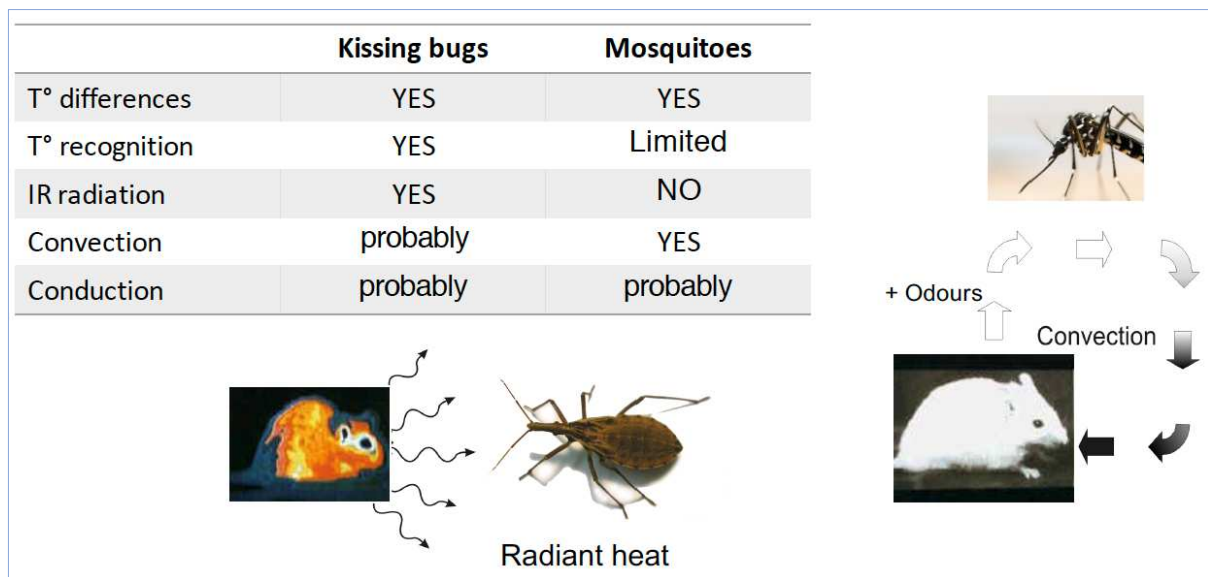 Kissing bugs Mosquitoes
T° differences YES YES
T° recognition YES Limited
IR radiation YES NO
Convection probably YES
Conduction probably probably
+ Odours
Convection
Radiant heat